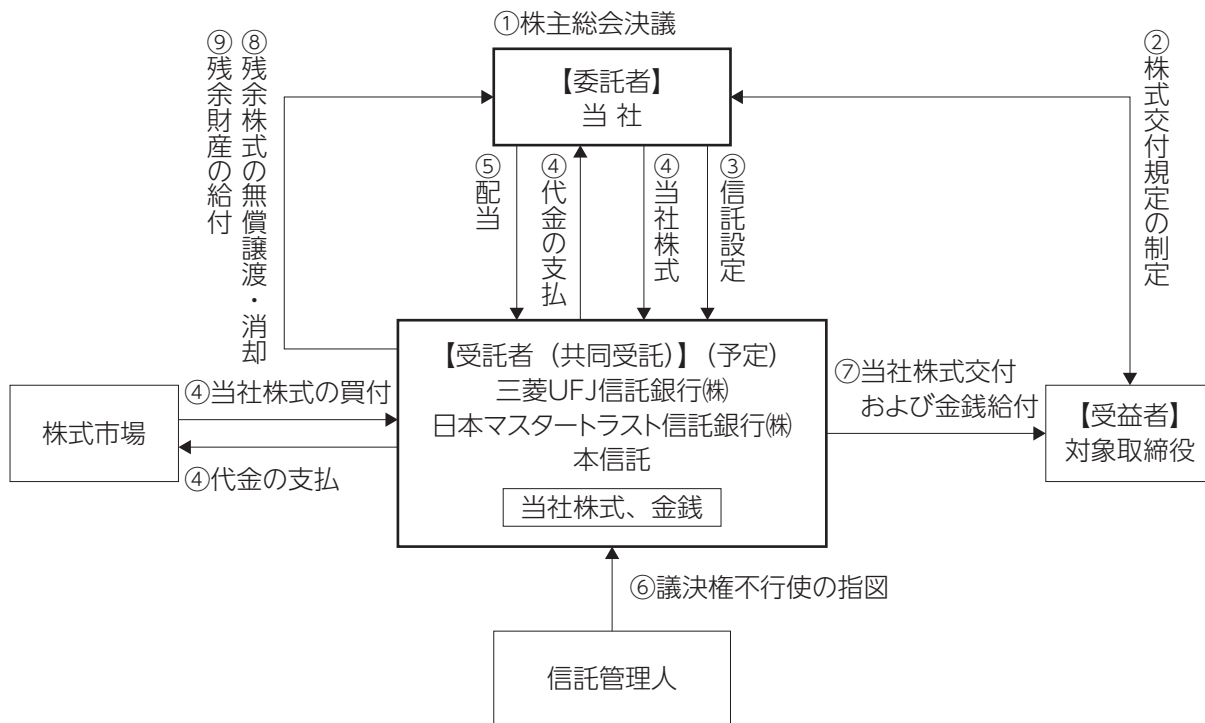 ①株主総会決議
【委託者】
当 社
⑨残余財産の給付
⑧残余株式の無償譲渡・消却
②株式交付規定の制定
⑤配当
④代金の支払
④当社株式
③信託設定
【受託者（共同受託）】（予定）
三菱UFJ信託銀行㈱
日本マスタートラスト信託銀行㈱
本信託
当社株式、金銭
株式市場
④当社株式の買付
④代金の支払
⑦当社株式交付
および金銭給付
【受益者】
対象取締役
⑥議決権不行使の指図
信託管理人